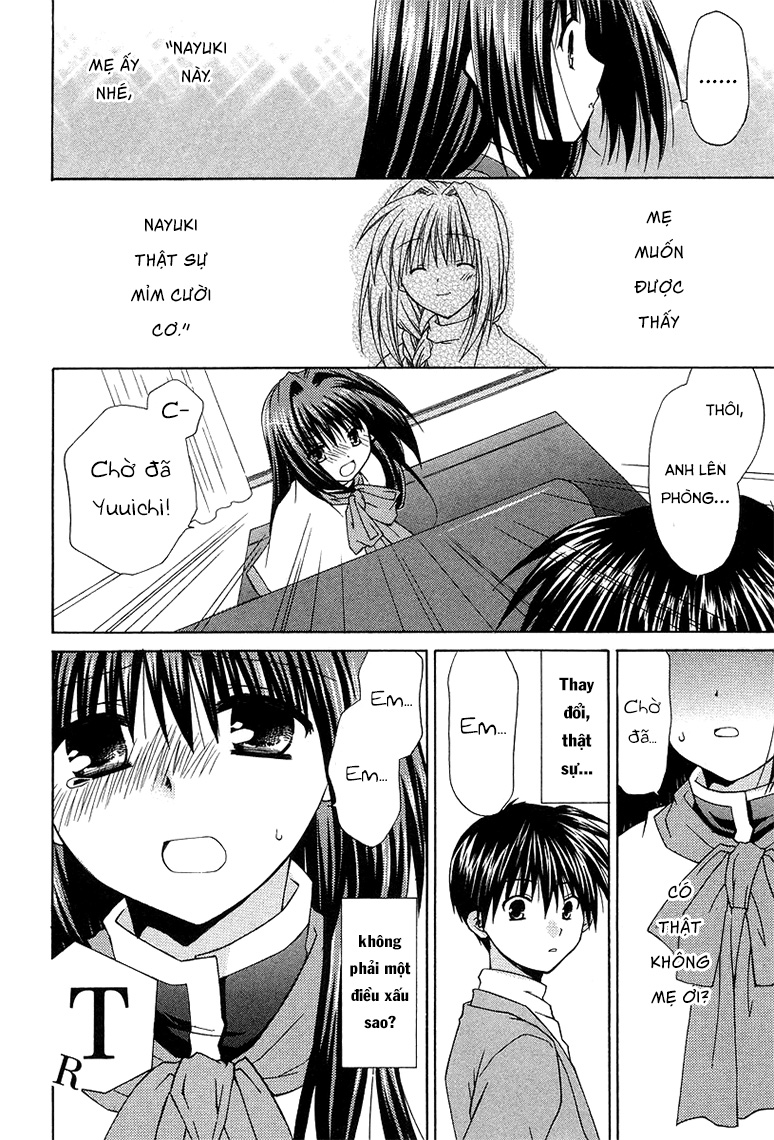 ......
“NAYUKI
NÀY.
MẸ ẤY
NHÉ,
MẸ
MUỐN
ĐƯỢC
THẤY
NAYUKI
THẬT SỰ
MỈM CƯỜI
CƠ.”
THÔI,
ANH LÊN
PHÒNG...
C-
Chờ đã
Yuuichi!
Chờ
đã...
CÓ
THẬT
KHÔNG
MẸ ƠI?
Thay
đổi,
thật
sự...
Em...
Em...
Em...
không
phải một
điều xấu
sao?
T
R